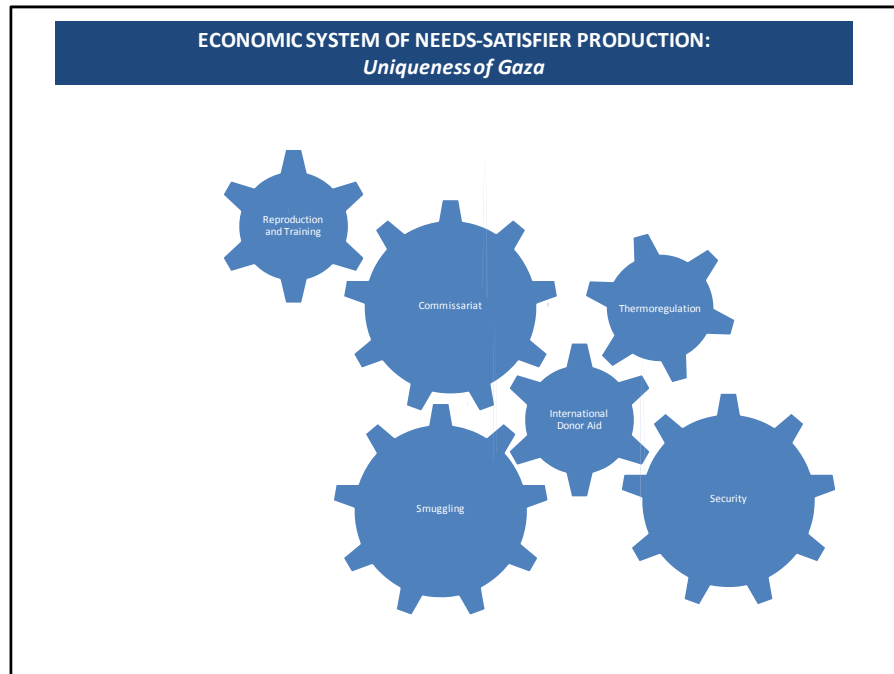 ECONOMIC SYSTEM OF NEEDS-SATISFIER PRODUCTION:
Uniqueness of Gaza
Reproduction
and Training
Commissariat
Thermoregulation
International
Donor Aid
Smuggling
Security